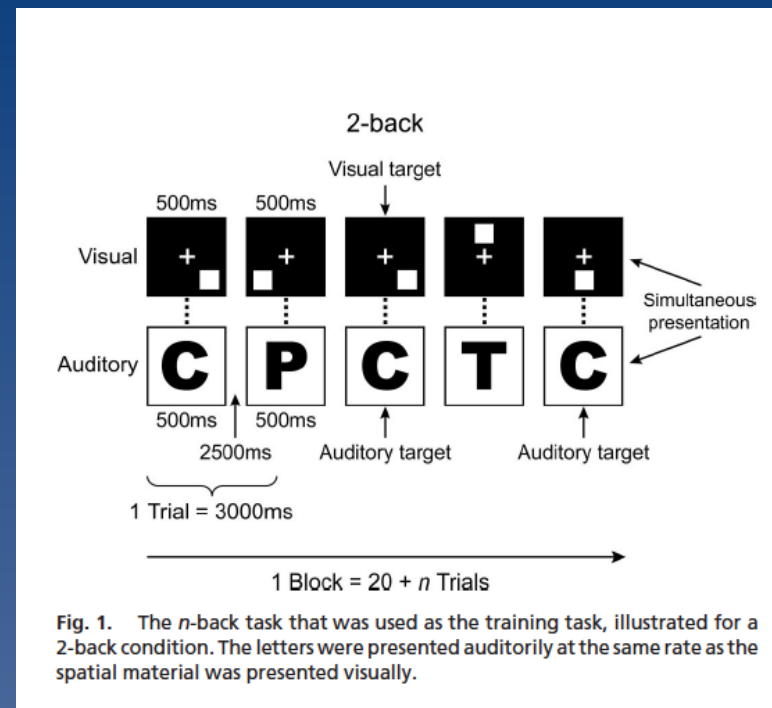 2-back
Visual target
500ms 500ms
Visual
Simultaneous
presentation
Auditory C P C T C
500ms 500ms
2500ms Auditory target Auditory target
1 Trial = 3000ms
1 Block = 20 + n Trials
Fig. 1. The n-back task that was used as the training task, illustrated for a
2-back condition. The letters were presented auditorily at the same rate as the
spatial material was presented visually.